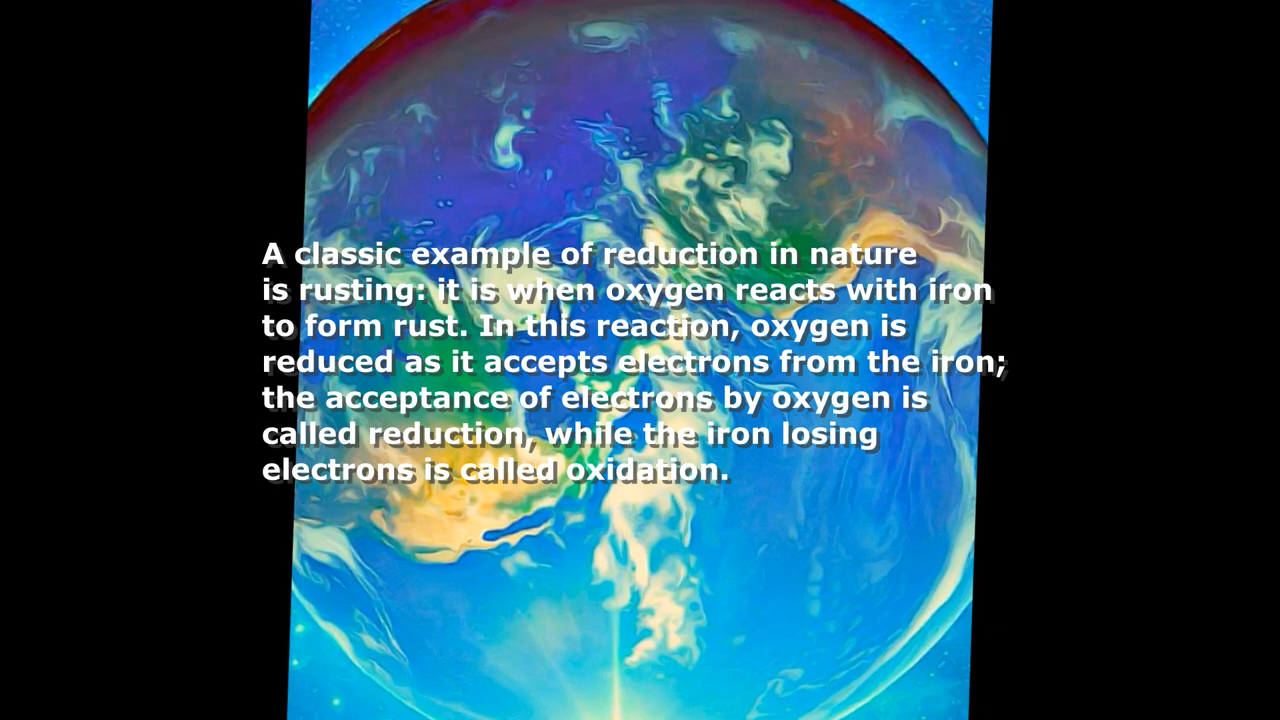 A classic example of reduction in nature
is rusting: it is when oxygen reacts with iron
to form rust. In this reaction, oxygen is
reduced as it accepts electrons from the iron;
the acceptance of electrons by oxygen is
called reduction, while the iron losing
electrons is called oxidation.